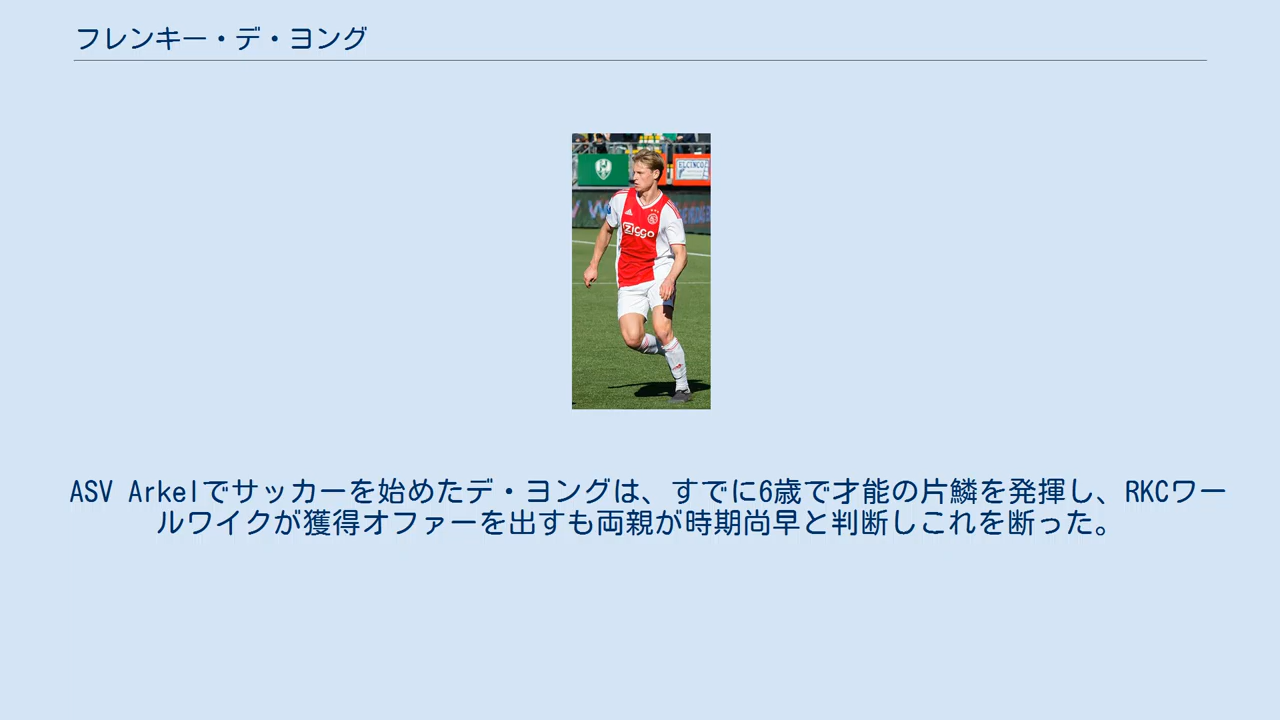 フレンキー・デ・ヨング
ELCINCO
Ziggo
ASV Arkelでサッカーを始めたデ・ヨングは、すでに6歳で才能の片鱗を発揮し、RKCワー
ルワイクが獲得オファーを出すも両親が時期尚早と判断しこれを断った。